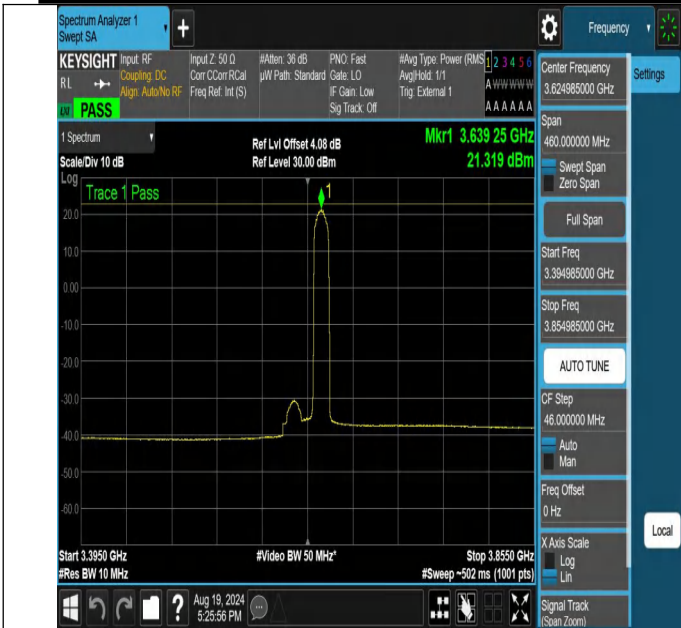 Spectrum Analyzer 1
Swept SA
+
Frequency
KEYSIGHT
RL
LNI PASS
Input: RF
Coupling: DC
Align: Auto/No RF
Input Z: 50 Ω
Corr CCorr RCal
Freq Ref: Int (S)
#Atten: 36 dB
µW Path: Standard
PNO: Fast
Gate: LO
IF Gain: Low
Sig Track: Off
#Avg Type: Power (RMS
Avg|Hold: 1/1
Trig: External 1
1 2 3 4 5 6
A W W W W W
A A A A A A
Center Frequency
3.624985000 GHz
Settings
Span
460.000000 MHz
Swept Span
Zero Span
Full Span
Start Freq
3.394985000 GHz
Stop Freq
3.854985000 GHz
AUTO TUNE
CF Step
46.000000 MHz
Auto
Man
Freq Offset
0 Hz
X Axis Scale
Log
Lin
Signal Track
(Span Zoom)
Local
1 Spectrum
Scale/Div 10 dB
Ref Lvl Offset 4.08 dB
Ref Level 30.00 dBm
Mkr1 3.639 25 GHz
21.319 dBm
Log
Trace 1 Pass
1
20.0
10.0
0.00
-10.0
-20.0
-30.0
-40.0
-50.0
-60.0
Start 3.3950 GHz
#Res BW 10 MHz
#Video BW 50 MHz*
Stop 3.8550 GHz
#Sweep ~502 ms (1001 pts)
?
Aug 19, 2024
5:25:56 PM